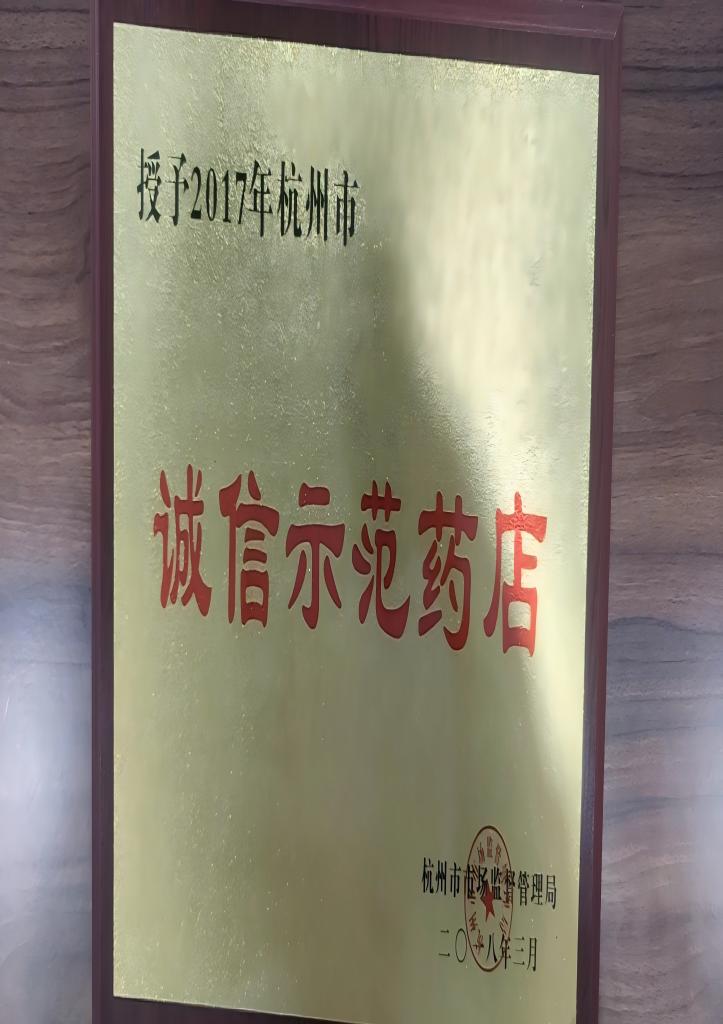 授予2017年杭州市
诚信示范药店
杭州市市场监督管理局
二〇一八年三月